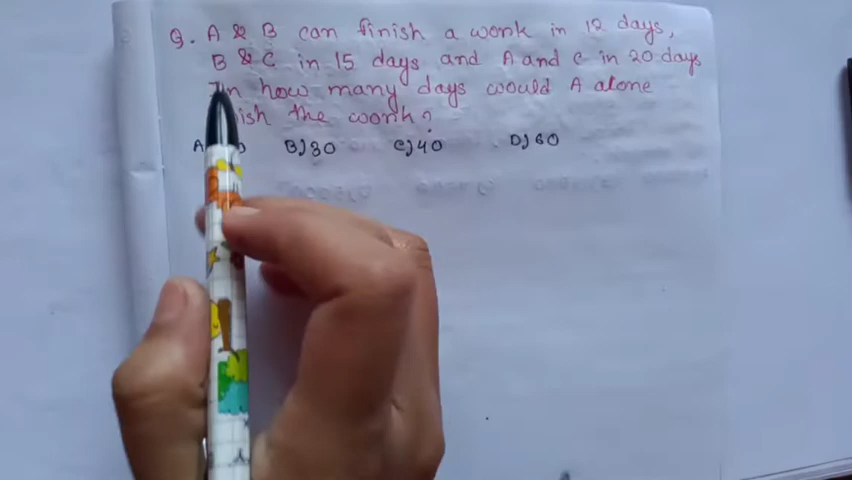 Q. A & B can finish a work in 12 days,
B & C in 15 days and A and C in 20 days
In how many days would A alone
the work?
A B) 30 C) 40 D) 60